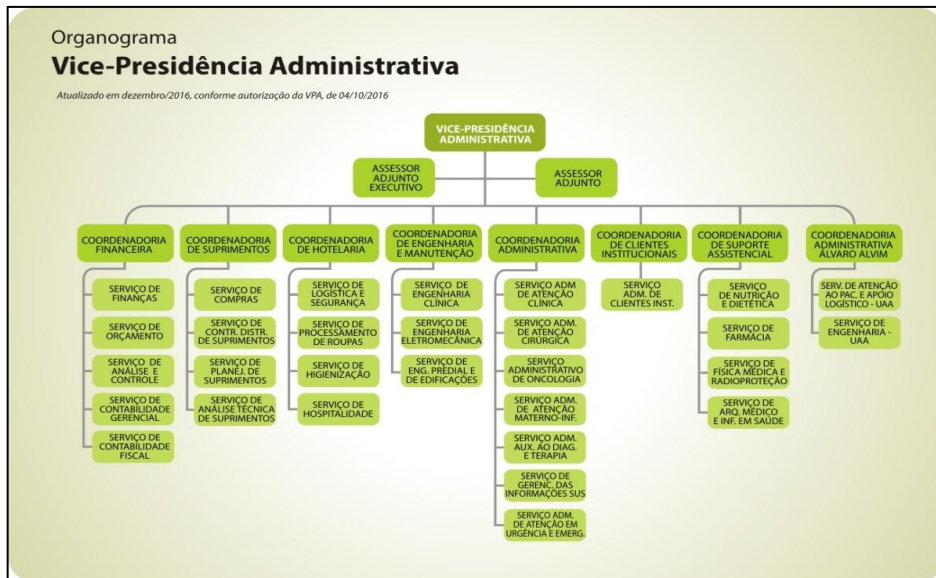 Organograma
Vice-Presidência Administrativa
Atualizado em dezembro/2016, conforme autorização da VPA, de 04/10/2016
VICE-PRESIDÊNCIA
ADMINISTRATIVA
ASSESSOR
ADJUNTO
EXECUTIVO
ASSESSOR
ADJUNTO
COORDENADORIA
FINANCEIRA
SERVIÇO DE
FINANÇAS
SERVIÇO DE
ORÇAMENTO
SERVIÇO DE
ANÁLISE E
CONTROLE
SERVIÇO DE
CONTABILIDADE
GERENCIAL
SERVIÇO DE
CONTABILIDADE
FISCAL
COORDENADORIA
DE SUPRIMENTOS
SERVIÇO DE
COMPRAS
SERVIÇO DE
CONTR. DISTR.
DE SUPRIMENTOS
SERVIÇO DE
PLANEJ. DE
SUPRIMENTOS
SERVIÇO DE
ANÁLISE TÉCNICA
DE SUPRIMENTOS
COORDENADORIA
DE HOTELARIA
SERVIÇO DE
LOGÍSTICA E
SEGURANÇA
SERVIÇO DE
PROCESSAMENTO
DE ROUPAS
SERVIÇO DE
HIGIENIZAÇÃO
SERVIÇO DE
HOSPITALIDADE
COORDENADORIA
DE ENGENHARIA
E MANUTENÇÃO
SERVIÇO DE
ENGENHARIA
CLÍNICA
SERVIÇO DE
ENGENHARIA
ELETROMECÂNICA
SERVIÇO DE
ENG. PREDIAL E
DE EDIFICAÇÕES
COORDENADORIA
ADMINISTRATIVA
SERVIÇO ADM
DE ATENÇÃO
CLÍNICA
SERVIÇO ADM.
DE ATENÇÃO
CIRÚRGICA
SERVIÇO
ADMINISTRATIVO
DE ONCOLOGIA
SERVIÇO ADM.
DE ATENÇÃO
MATERNO-INF.
SERVIÇO ADM.
AUX. AO DIAG.
E TERAPIA
SERVIÇO DE
GERENC. DAS
INFORMAÇÕES SUS
SERVIÇO ADM.
DE ATENÇÃO EM
URGÊNCIA E EMERG.
COORDENADORIA
DE CLIENTES
INSTITUCIONAIS
SERVIÇO
ADM. DE
CLIENTES INST.
COORDENADORIA
DE SUPORTE
ASSISTENCIAL
SERVIÇO
DE NUTRIÇÃO
E DIETÉTICA
SERVIÇO DE
FARMÁCIA
SERVIÇO DE
FÍSICA MÉDICA E
RADIOPROTEÇÃO
SERVIÇO DE
ARQ. MÉDICO
E INF. EM SAÚDE
COORDENADORIA
ADMINISTRATIVA
ÁLVARO ALVIM
SERV. DE ATENÇÃO
AO PAC. E APÓIO
LOGÍSTICO - UAA
SERVIÇO DE
ENGENHARIA -
UAA